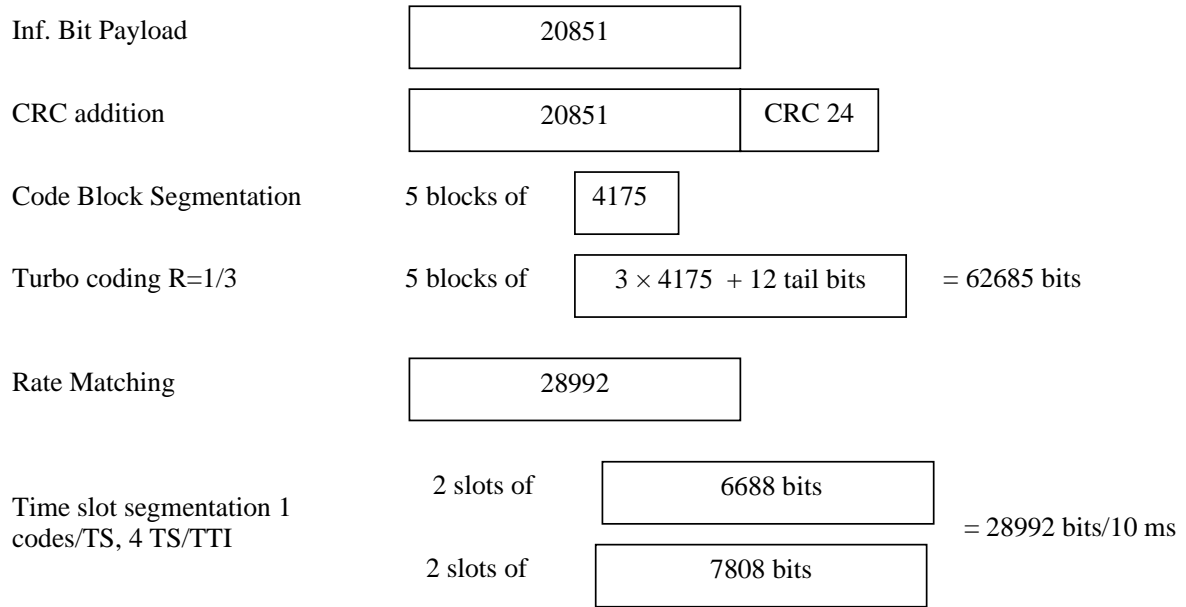 Inf. Bit Payload 20851
CRC addition 20851 CRC 24
Code Block Segmentation 5 blocks of 4175
Turbo coding R=1/3 5 blocks of 3 × 4175 + 12 tail bits = 62685 bits
Rate Matching 28992
Time slot segmentation 1
codes/TS, 4 TS/TTI
2 slots of 6688 bits
= 28992 bits/10 ms
2 slots of 7808 bits